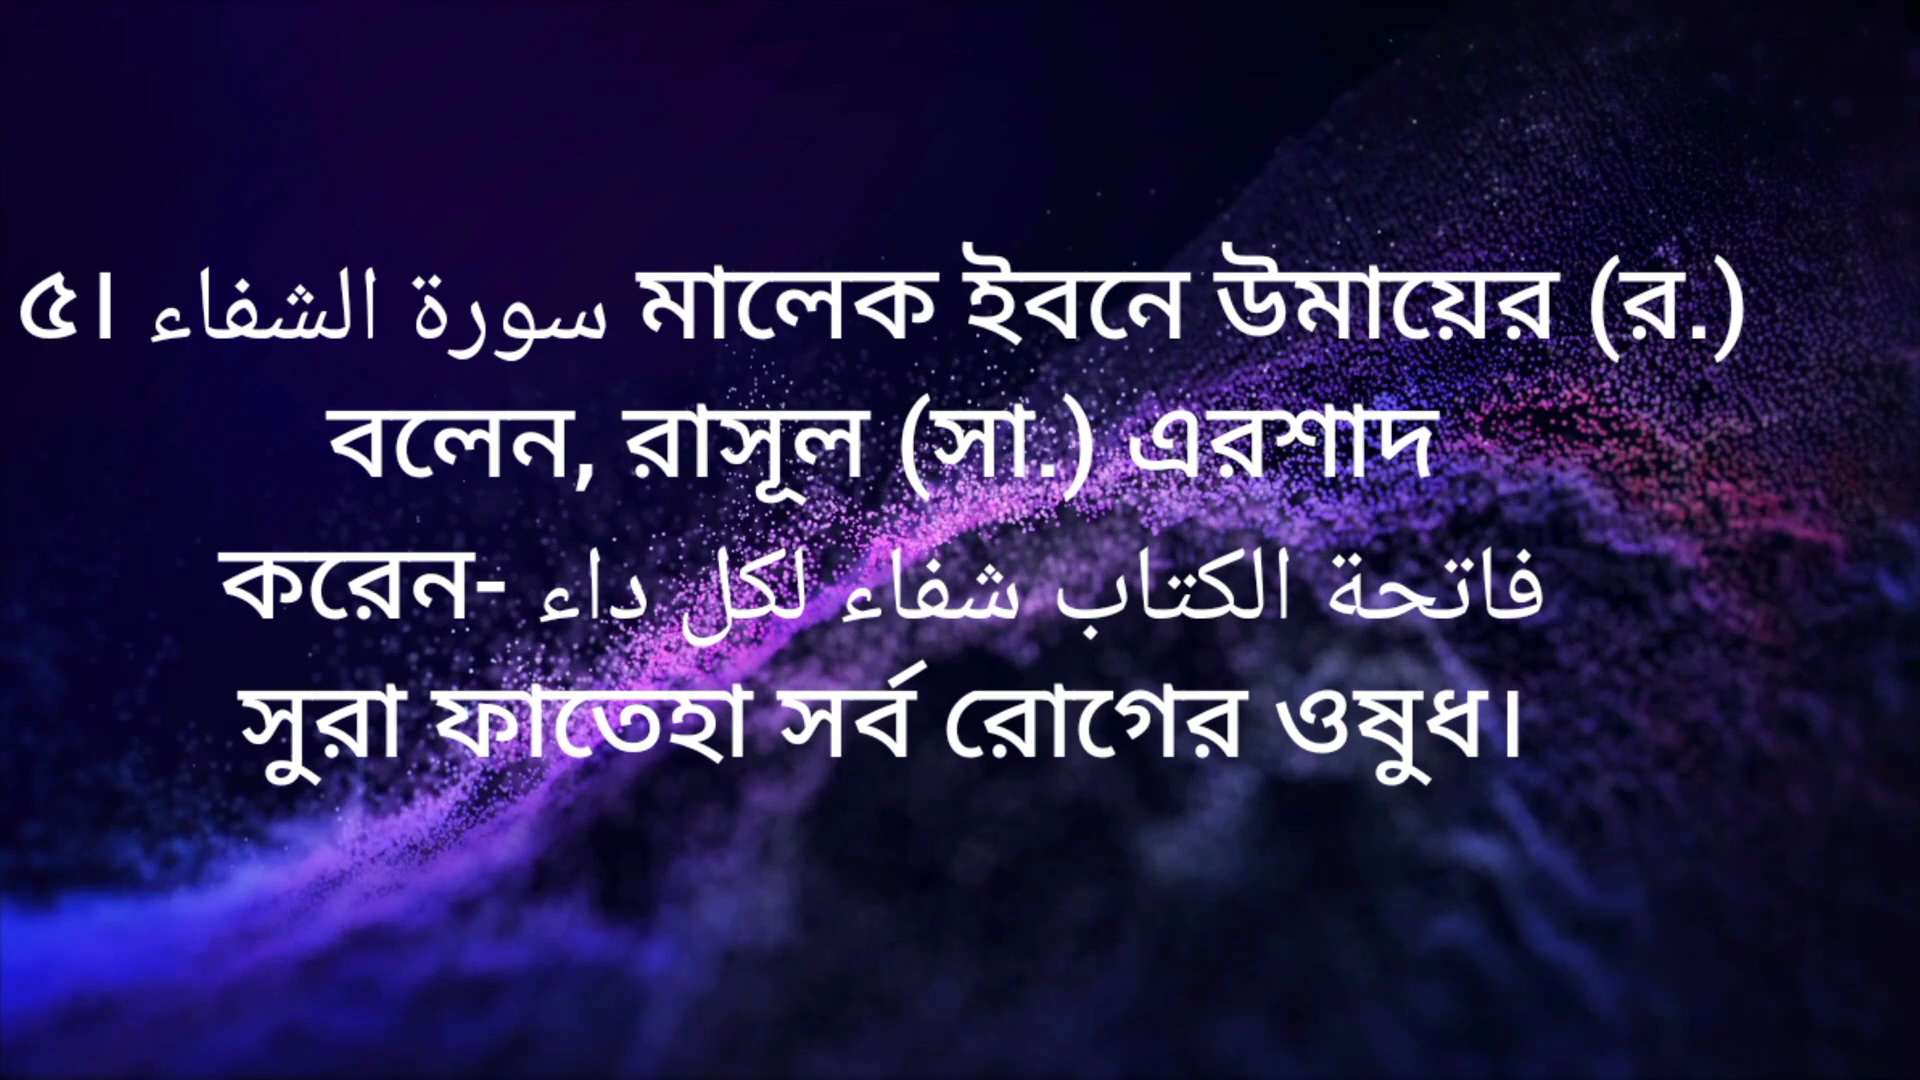 ৫। سورة الشفاء মালেক ইবনে উমায়ের (র.)
বলেন, রাসূল (সা.) এরশাদ
করেন- فاتحة الكتاب شفاء لكل داء
সুরা ফাতেহা সর্ব রোগের ওষুধ।